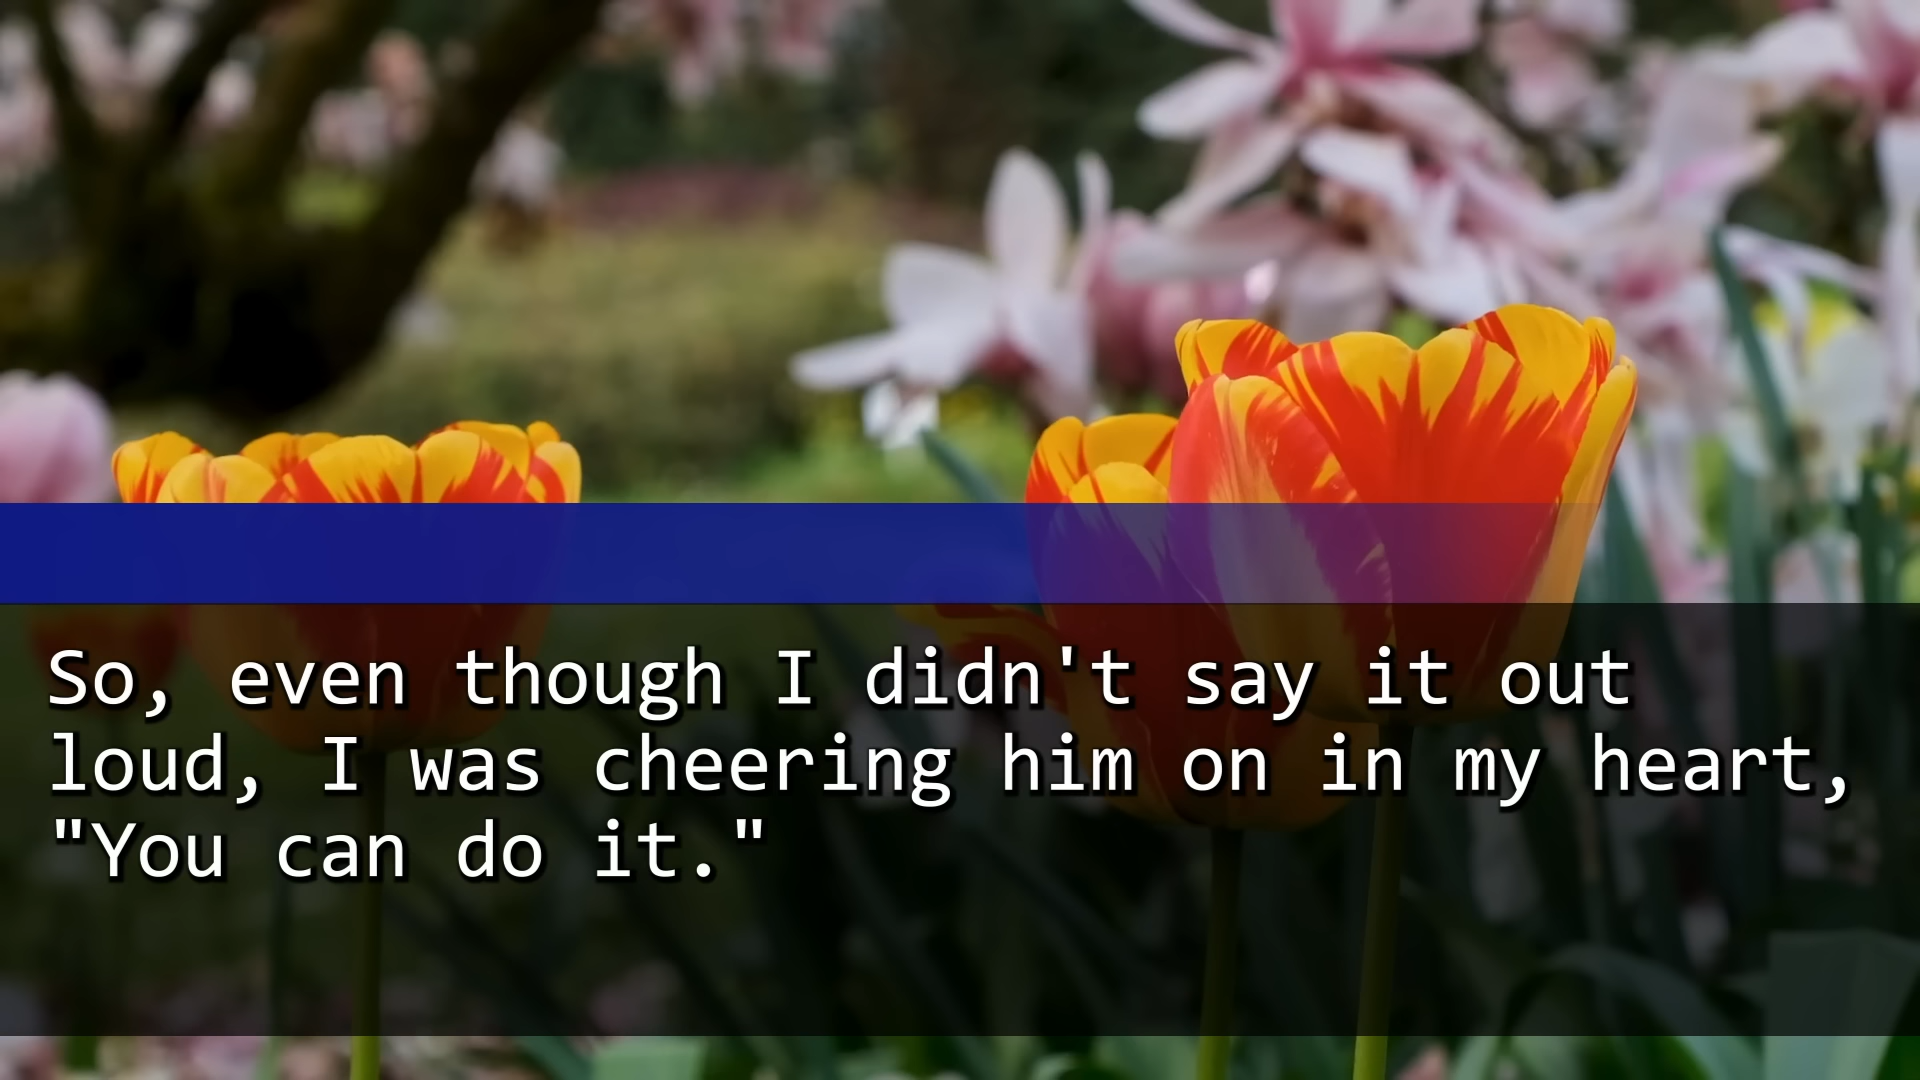 So, even though I didn't say it out
loud, I was cheering him on in my heart,
"You can do it."